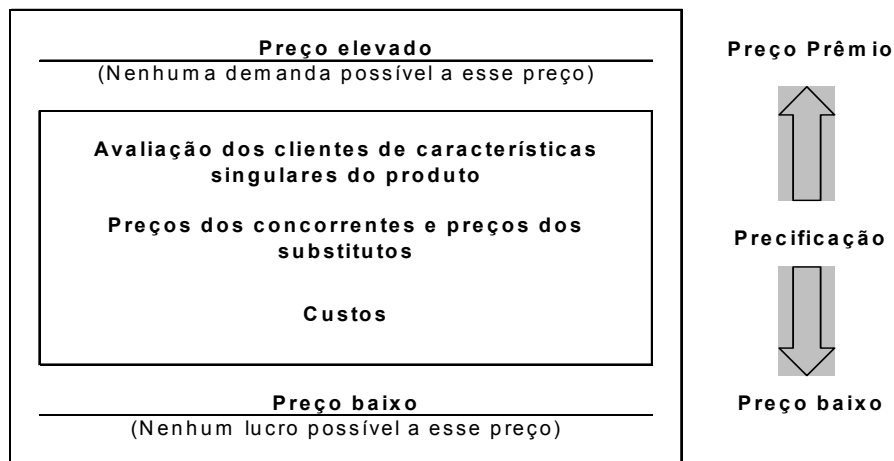 Preço elevado
(Nenhuma demanda possível a esse preço)
Avaliação dos clientes de características
singulares do produto
Preços dos concorrentes e preços dos
substitutos
Custos
Preço baixo
(Nenhum lucro possível a esse preço)
Preço Prêmio
Precificação
Preço baixo